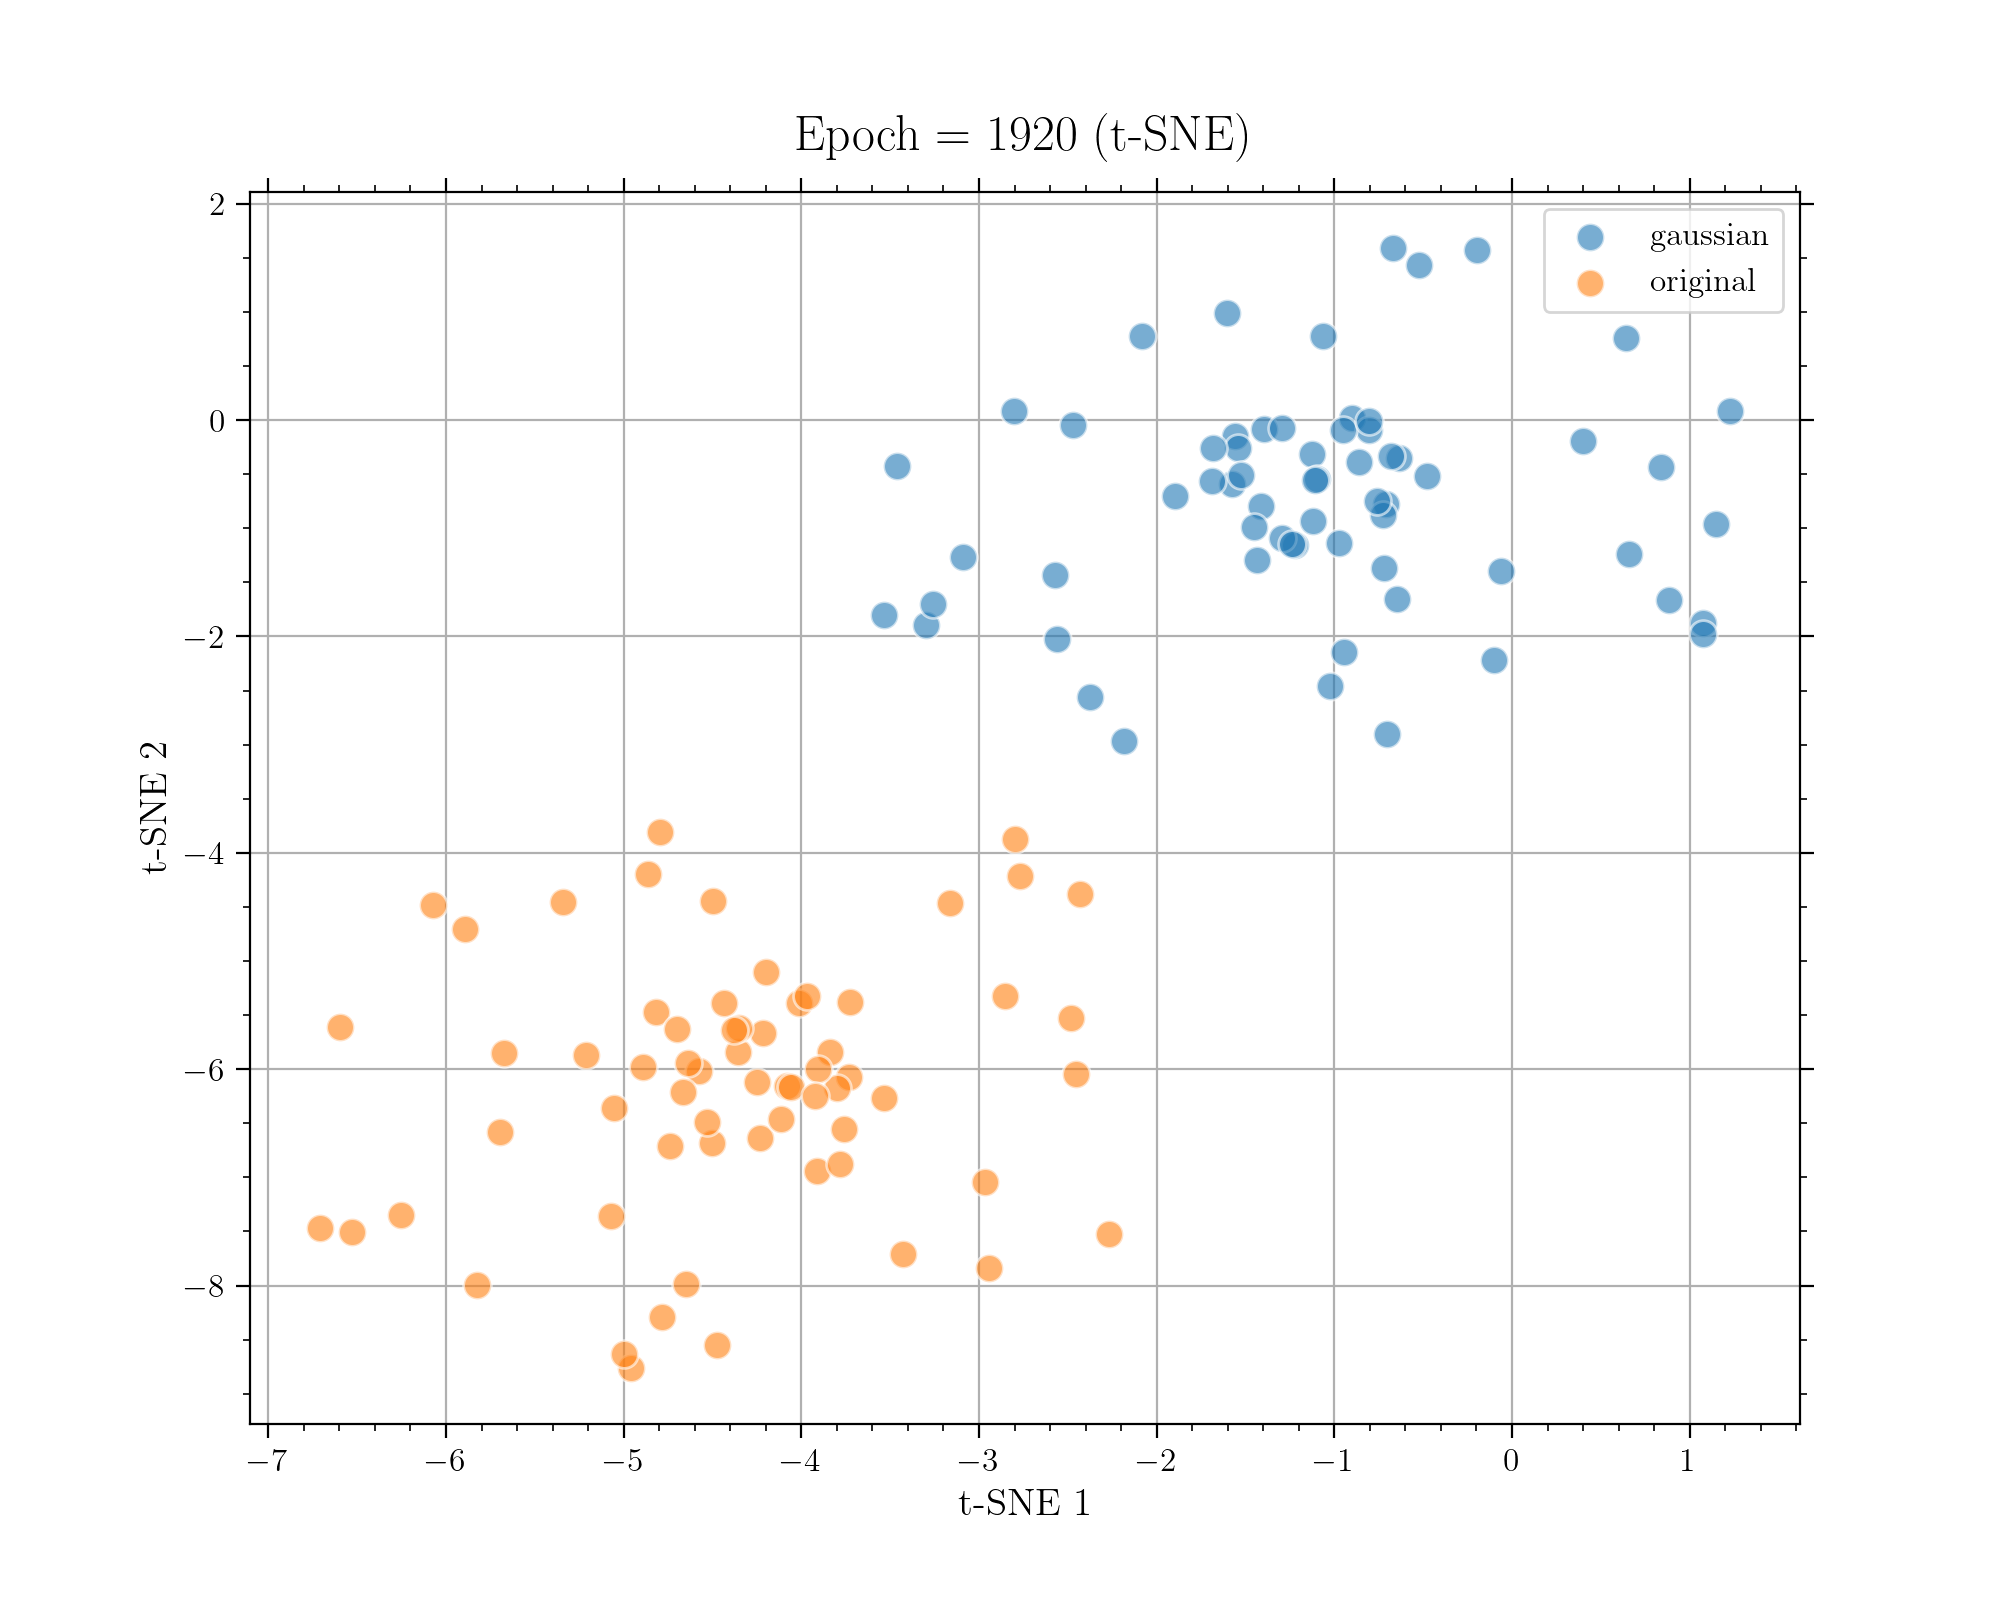 Epoch = 1920 (t-SNE)
gaussian
original
2
0
−2
−4
−6
−8
t-SNE 2
−7 −6 −5 −4 −3 −2 −1 0 1
t-SNE 1